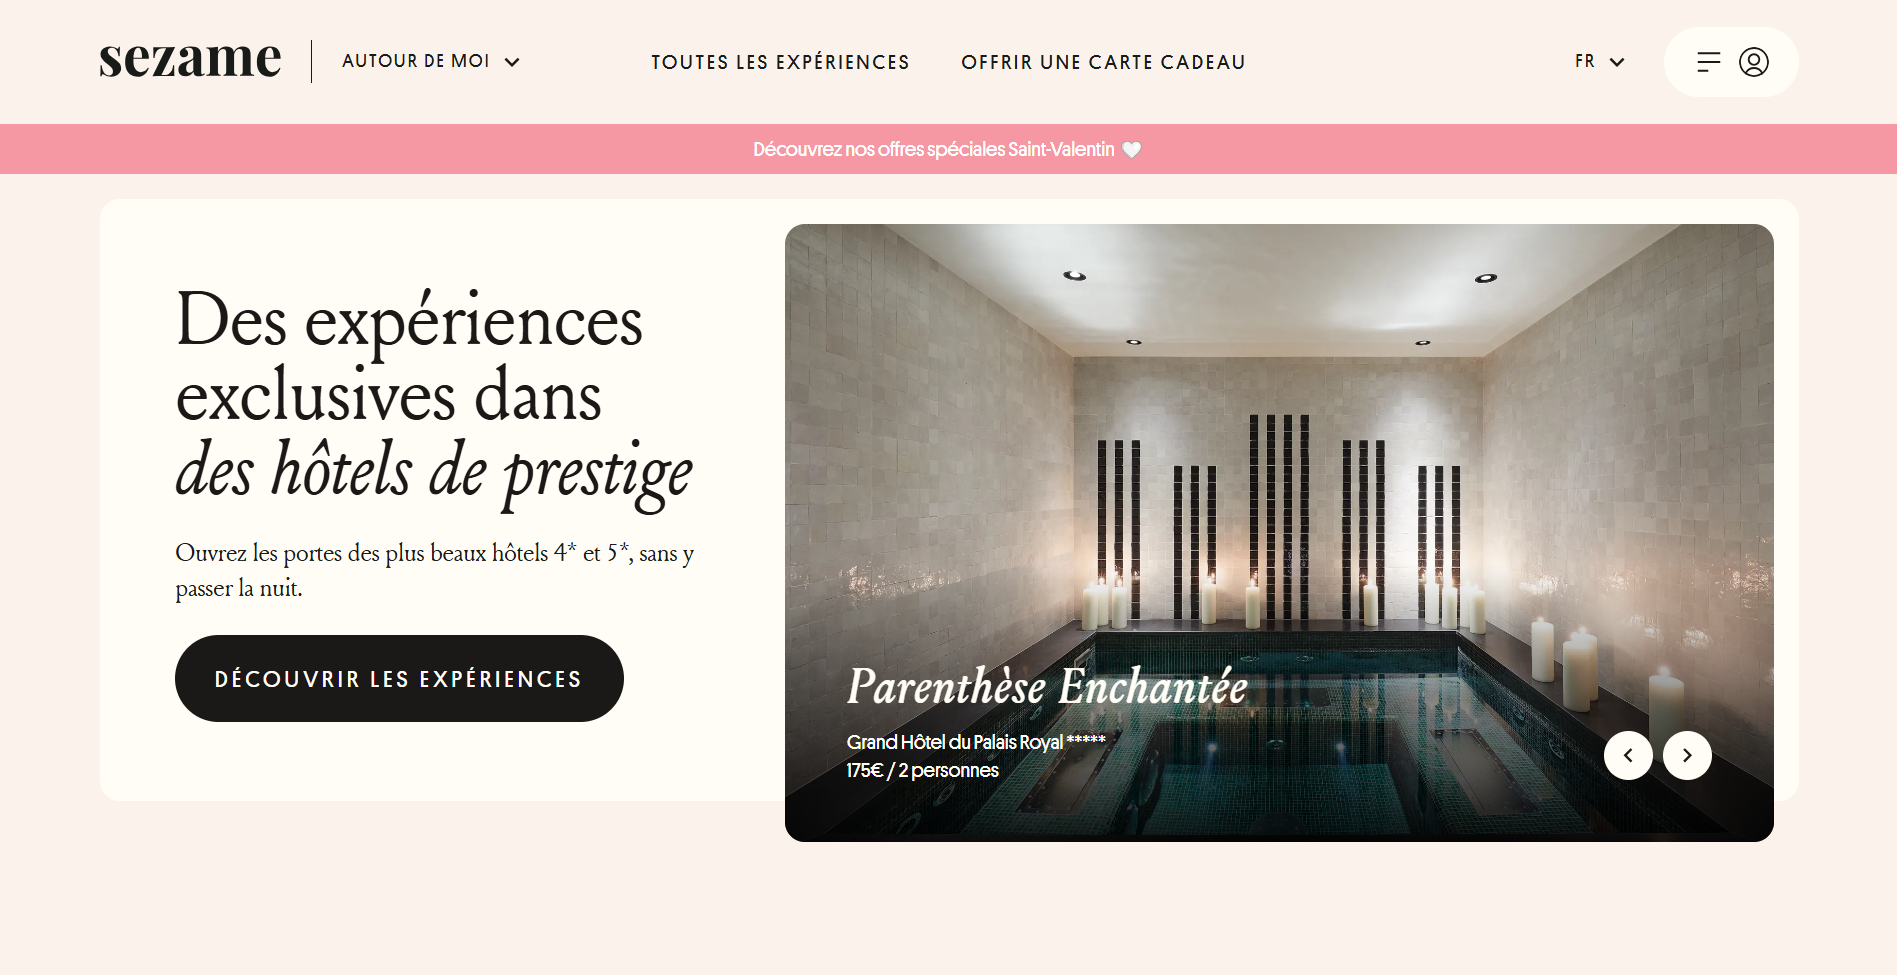 sezame
AUTOUR DE MOI
TOUTES LES EXPÉRIENCES
OFFRIR UNE CARTE CADEAU
FR
Découvrez nos offres spéciales Saint-Valentin 🤍
Des expériences
exclusives dans
des hôtels de prestige
Ouvrez les portes des plus beaux hôtels 4* et 5*, sans y
passer la nuit.
DÉCOUVRIR LES EXPÉRIENCES
Parenthèse Enchantée
Grand Hôtel du Palais Royal *****
175€ / 2 personnes